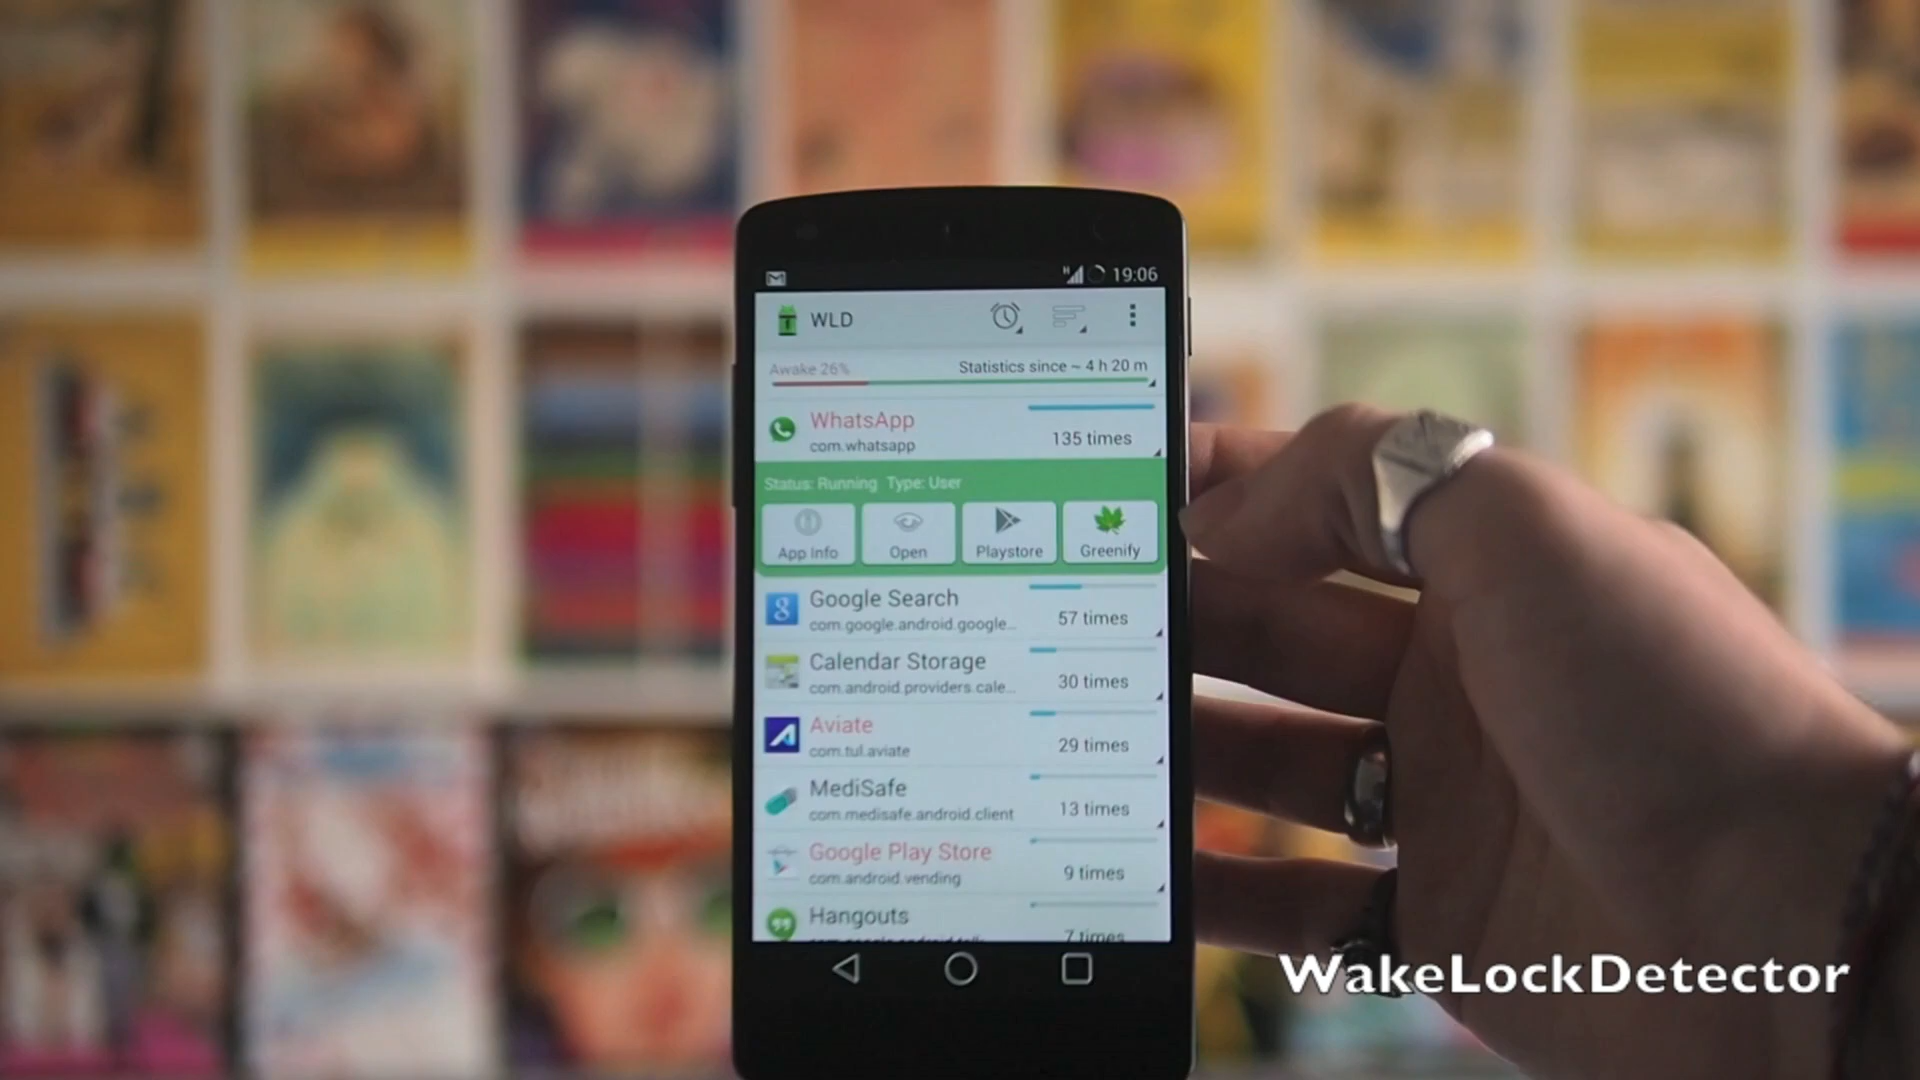 19:06
WLD
Awake 26% Statistics since ~ 4 h 20 m
WhatsApp
com.whatsapp
135 times
Status: Running Type: User
App Info Open Playstore Greenify
Google Search
com.google.android.google...
57 times
Calendar Storage
com.android.providers.cale...
30 times
Aviate
com.tul.aviate
29 times
MediSafe
com.medisafe.android.client
13 times
Google Play Store
com.android.vending
9 times
Hangouts
7 times
WakeLockDetector